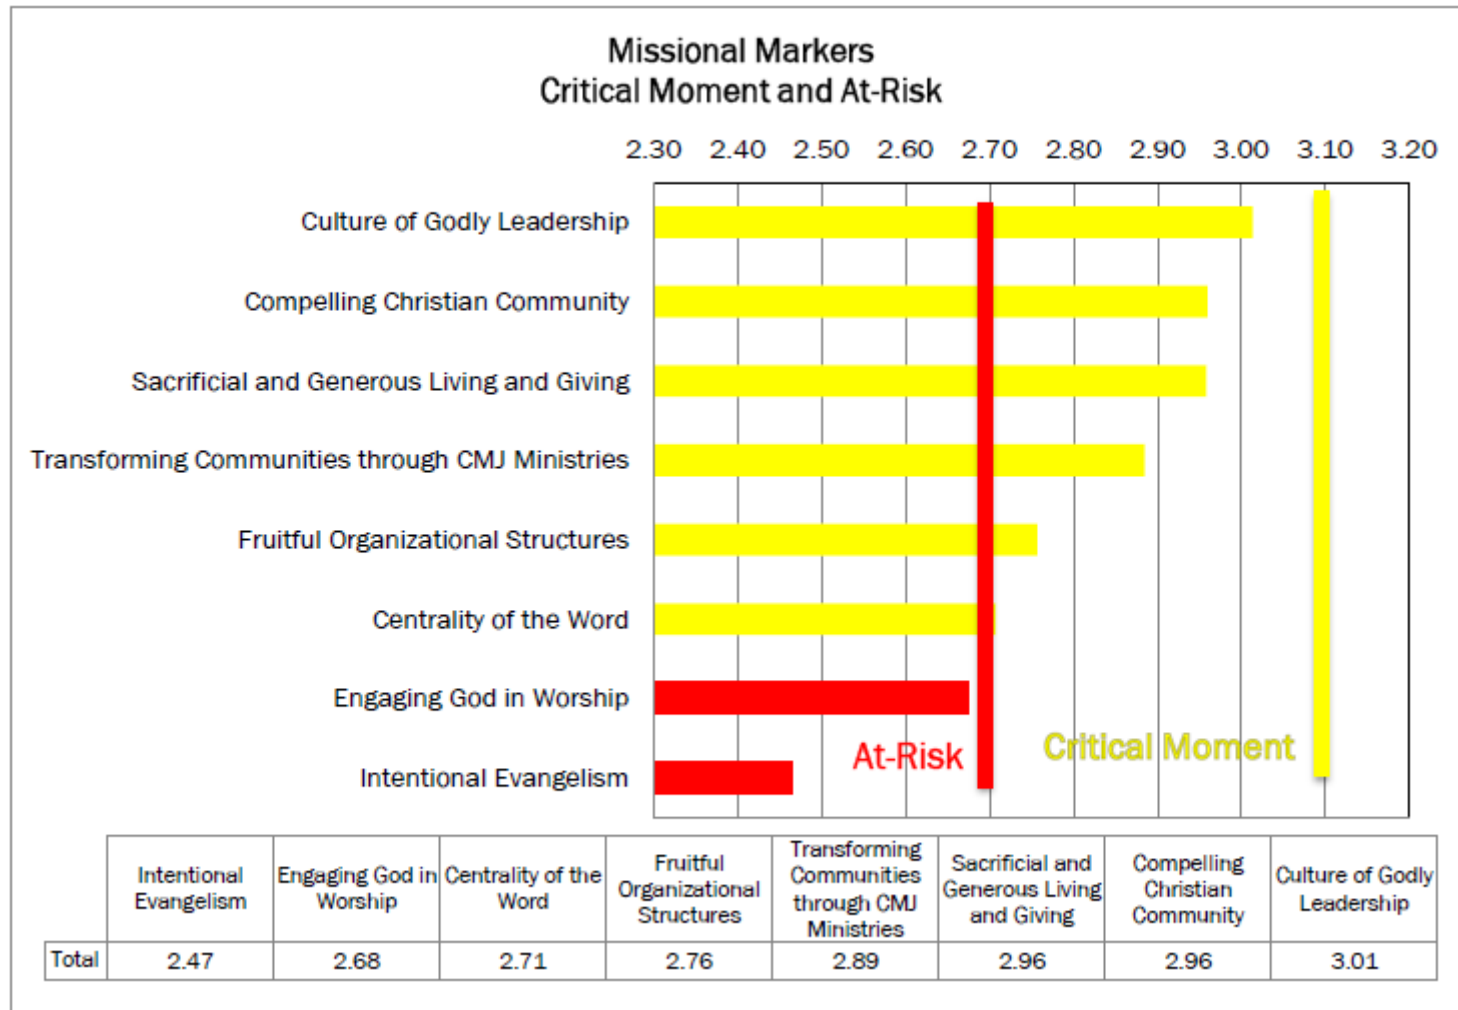 Missional Markers
Critical Moment and At-Risk
2.30 2.40 2.50 2.60 2.70 2.80 2.90 3.00 3.10 3.20
Culture of Godly Leadership
Compelling Christian Community
Sacrificial and Generous Living and Giving
Transforming Communities through CMJ Ministries
Fruitful Organizational Structures
Centrality of the Word
Engaging God in Worship
Intentional Evangelism
At-Risk
Critical Moment
Intentional
Evangelism
Engaging God in
Worship
Centrality of the
Word
Fruitful
Organizational
Structures
Transforming
Communities
through CMJ
Ministries
Sacrificial and
Generous Living
and Giving
Compelling
Christian
Community
Culture of Godly
Leadership
Total 2.47 2.68 2.71 2.76 2.89 2.96 2.96 3.01